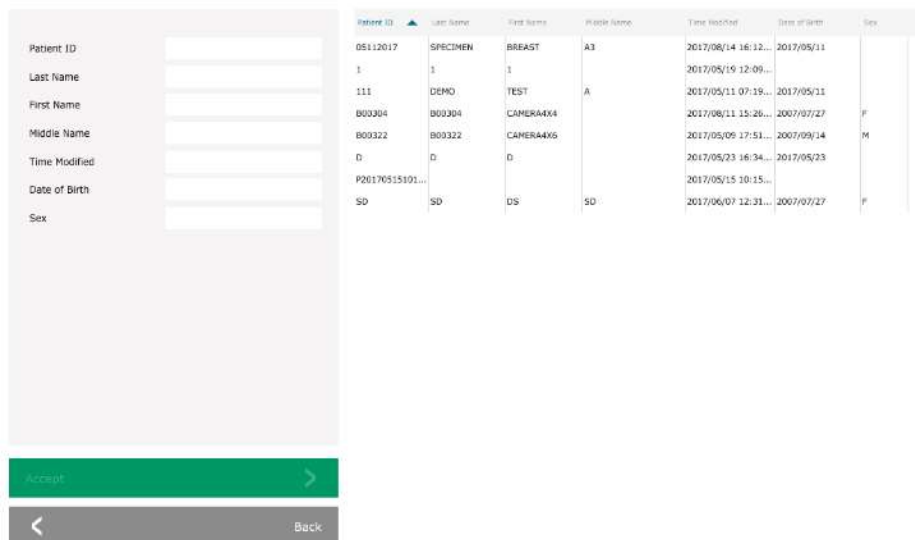 Patient ID
Last Name
First Name
Middle Name
Time Modified
Date of Birth
Sex
Accept
Back
Patient ID Last Name First Name Middle Name Time Modified Date of Birth Sex
05112017 SPECIMEN BREAST A3 2017/08/14 16:12... 2017/05/11
1 1 1 2017/05/19 12:09...
111 DEMO TEST A 2017/05/11 07:19... 2017/05/11
B00304 B00304 CAMERA4X4 2017/08/11 15:26... 2007/07/27 F
B00322 B00322 CAMERA4X6 2017/05/09 17:51... 2007/09/14 M
D D D 2017/05/23 16:34... 2017/05/23
P20170515101... 2017/05/15 10:15...
SD SD DS SD 2017/06/07 12:31... 2007/07/27 F